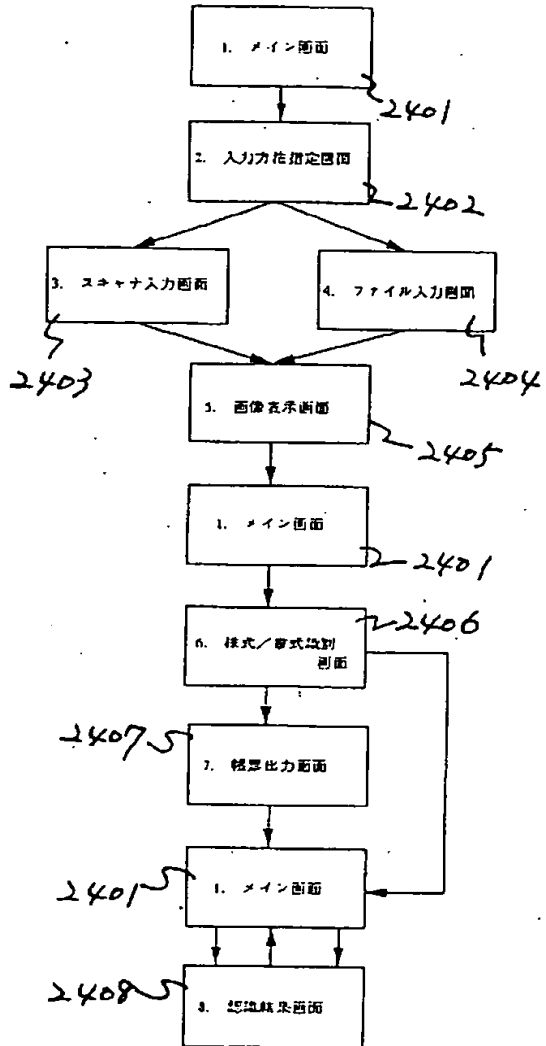 1. メイン画面
2401
2. 入力方法指定画面
2402
3. スキャナ入力画面
4. ファイル入力画面
2403
2404
5. 画像表示画面
2405
1. メイン画面
2401
2406
6. 様式/書式識別
画面
2407
7. 帳票出力画面
2401
1. メイン画面
2408
8. 認識結果画面